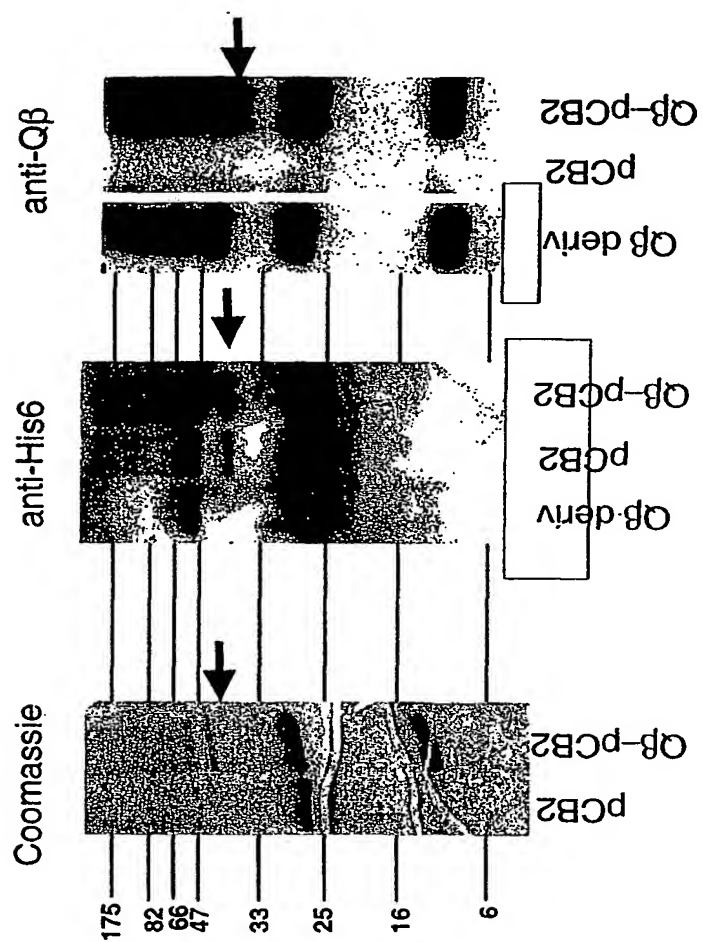 Coomassie
anti-His6
anti-Qβ
175
82
66
47
33
25
16
6
pCB2
Qβ–pCB2
Qβ deriv
pCB2
Qβ–pCB2
Qβ deriv
pCB2
Qβ–pCB2